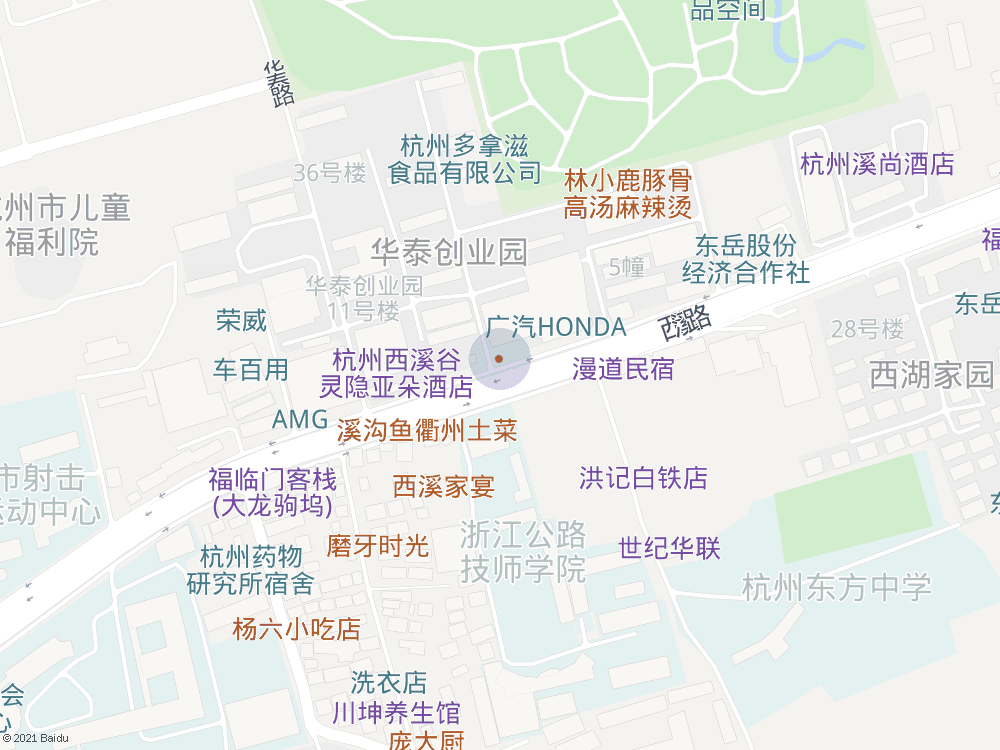 品空间
华泰路
杭州多拿滋
食品有限公司
36号楼
林小鹿豚骨
高汤麻辣烫
杭州溪尚酒店
州市儿童
福利院
华泰创业园
东岳股份
经济合作社
福
5幢
华泰创业园
11号楼
东岳
荣威
广汽HONDA
西溪路
28号楼
车百用
杭州西溪谷
灵隐亚朵酒店
漫道民宿
西湖家园
AMG
溪沟鱼衢州土菜
市射击
运动中心
福临门客栈
(大龙驹坞)
西溪家宴
洪记白铁店
东
浙江公路
技师学院
磨牙时光
世纪华联
杭州药物
研究所宿舍
杭州东方中学
杨六小吃店
洗衣店
会
心
川坤养生馆
庞大厨
© 2021 Baidu